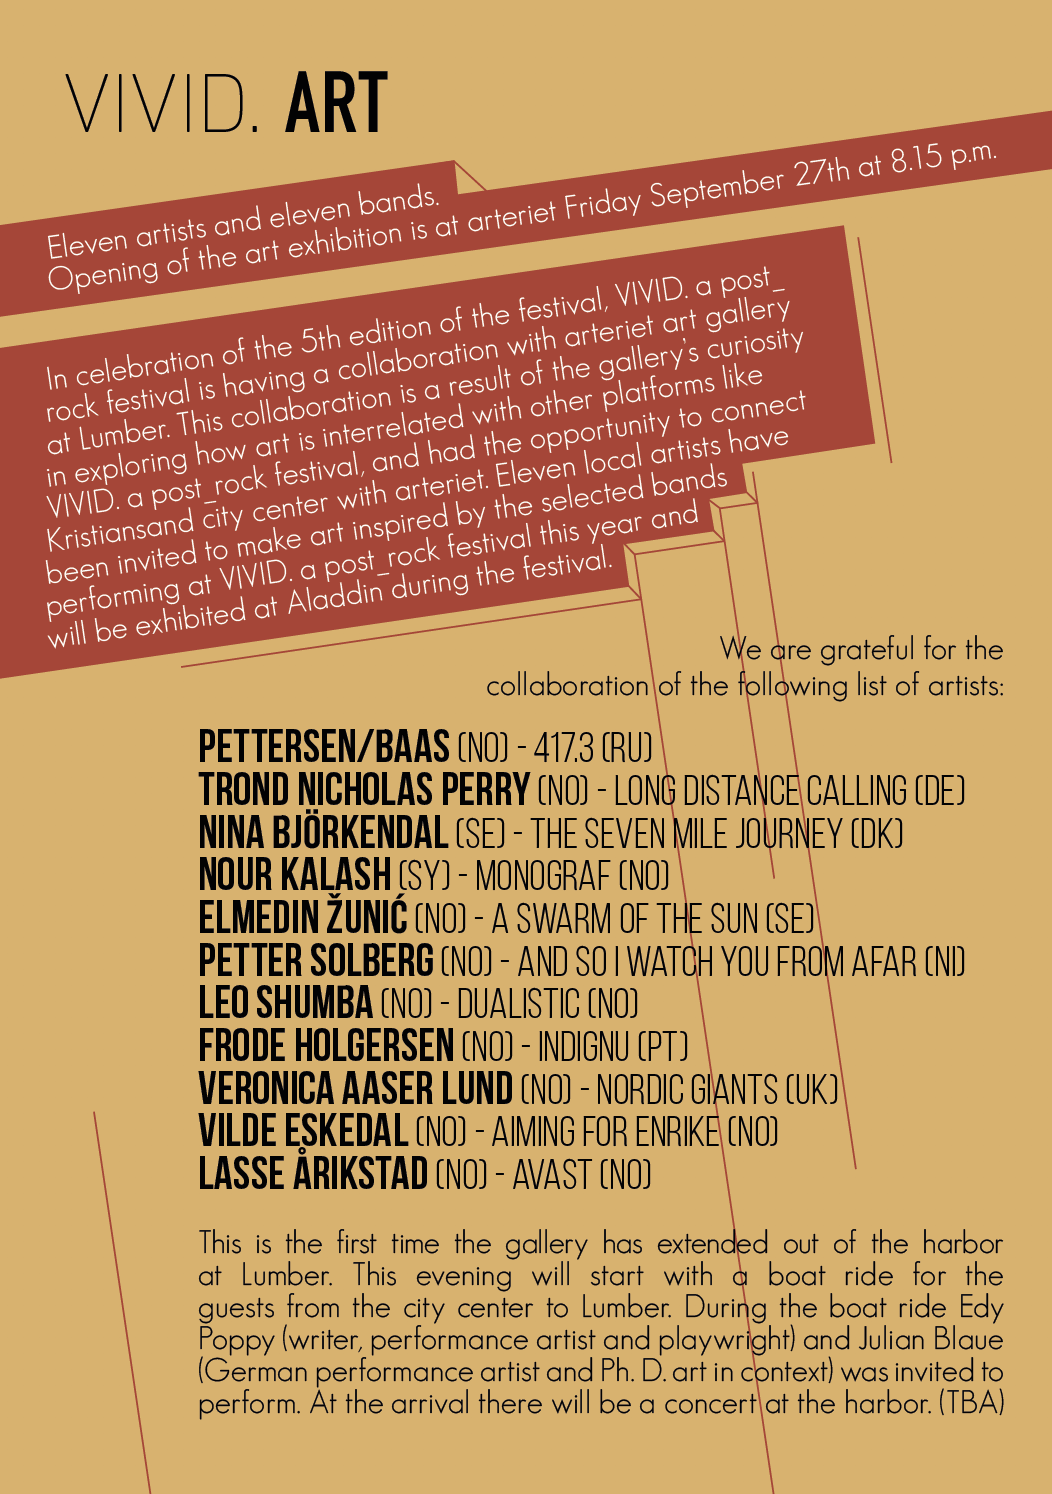 VIVID. ART
Eleven artists and eleven bands.
Opening of the art exhibition is at arteriet Friday September 27th at 8.15 p.m.
In celebration of the 5th edition of the festival, VIVID. a post_
rock festival is having a collaboration with arteriet art gallery
at Lumber. This collaboration is a result of the gallery's curiosity
in exploring how art is interrelated with other platforms like
VIVID. a post_rock festival, and had the opportunity to connect
Kristiansand city center with arteriet. Eleven local artists have
been invited to make art inspired by the selected bands
performing at VIVID. a post_rock festival this year and
will be exhibited at Aladdin during the festival.
We are grateful for the
collaboration of the following list of artists:
PETTERSEN/BAAS (NO) - 417.3 (RU)
TROND NICHOLAS PERRY (NO) - LONG DISTANCE CALLING (DE)
NINA BJÖRKENDAL (SE) - THE SEVEN MILE JOURNEY (DK)
NOUR KALASH (SY) - MONOGRAF (NO)
ELMEDIN ŽUNIĆ (NO) - A SWARM OF THE SUN (SE)
PETTER SOLBERG (NO) - AND SO I WATCH YOU FROM AFAR (NI)
LEO SHUMBA (NO) - DUALISTIC (NO)
FRODE HOLGERSEN (NO) - INDIGNU (PT)
VERONICA AASER LUND (NO) - NORDIC GIANTS (UK)
VILDE ESKEDAL (NO) - AIMING FOR ENRIKE (NO)
LASSE ÅRIKSTAD (NO) - AVAST (NO)
This is the first time the gallery has extended out of the harbor
at Lumber. This evening will start with a boat ride for the
guests from the city center to Lumber. During the boat ride Edy
Poppy (writer, performance artist and playwright) and Julian Blaue
(German performance artist and Ph. D. art in context) was invited to
perform. At the arrival there will be a concert at the harbor. (TBA)